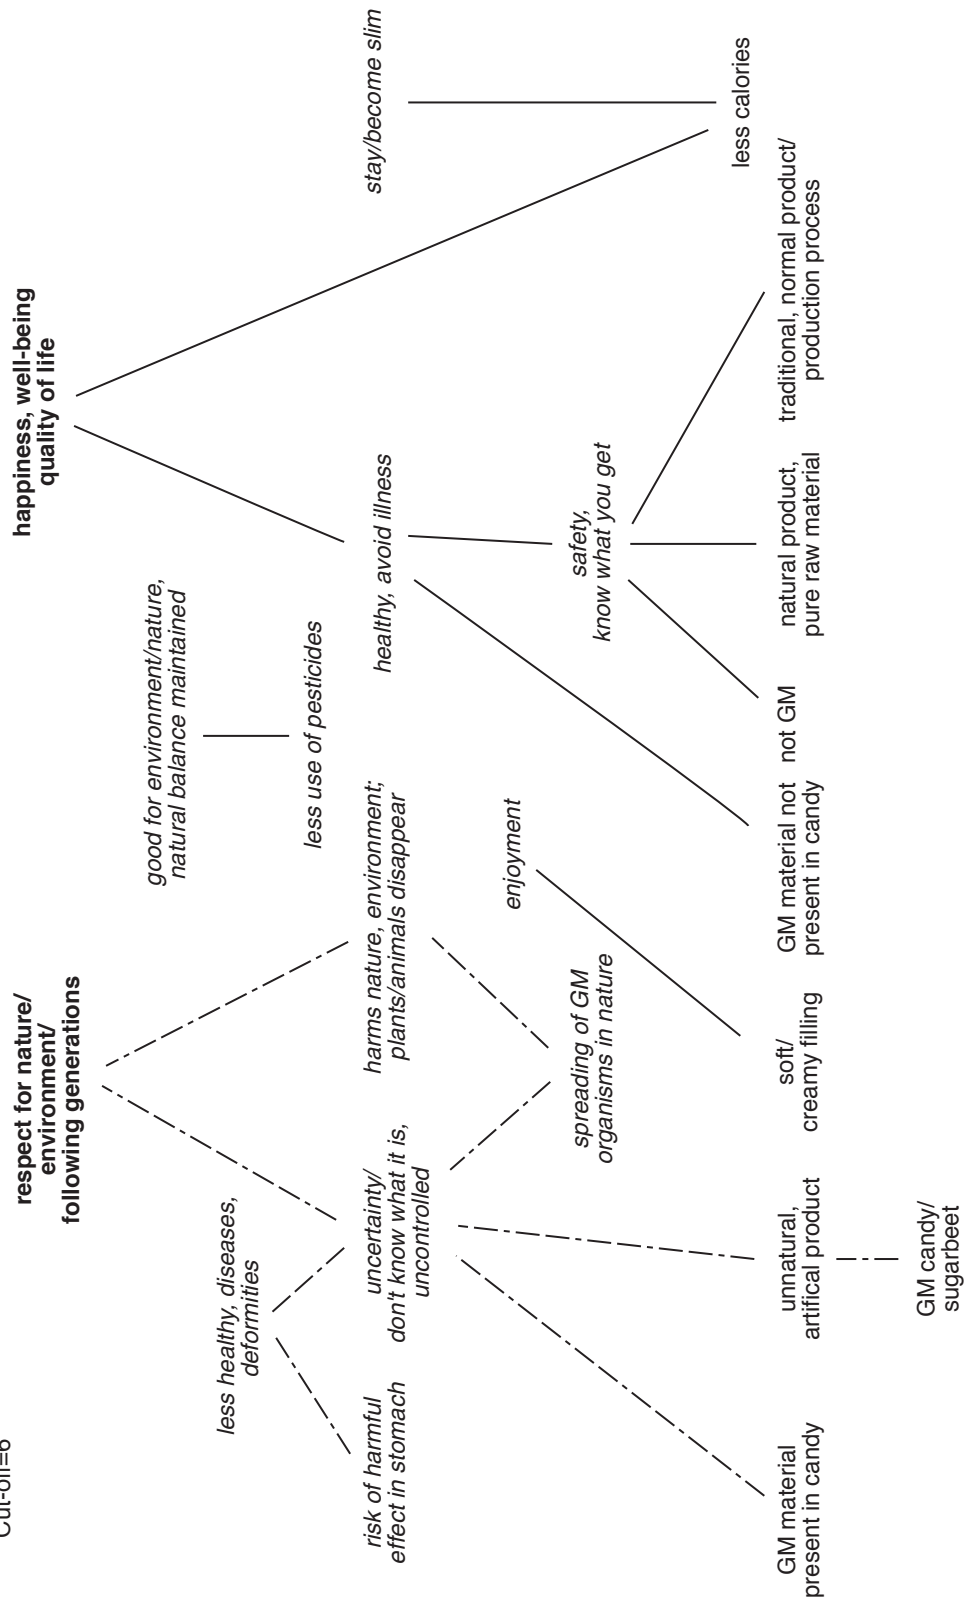 Cut-off=6
respect for nature/
environment/
following generations
happiness, well-being
quality of life
good for environment/nature,
natural balance maintained
less healthy, diseases,
deformities
less use of pesticides
risk of harmful
effect in stomach
uncertainty/
don't know what it is,
uncontrolled
harms nature, environment;
plants/animals disappear
healthy, avoid illness
stay/become slim
enjoyment
spreading of GM
organisms in nature
safety,
know what you get
less calories
GM material
present in candy
unnatural,
artifical product
soft/
creamy filling
GM material not
present in candy
not GM
natural product,
pure raw material
traditional, normal product/
production process
GM candy/
sugarbeet